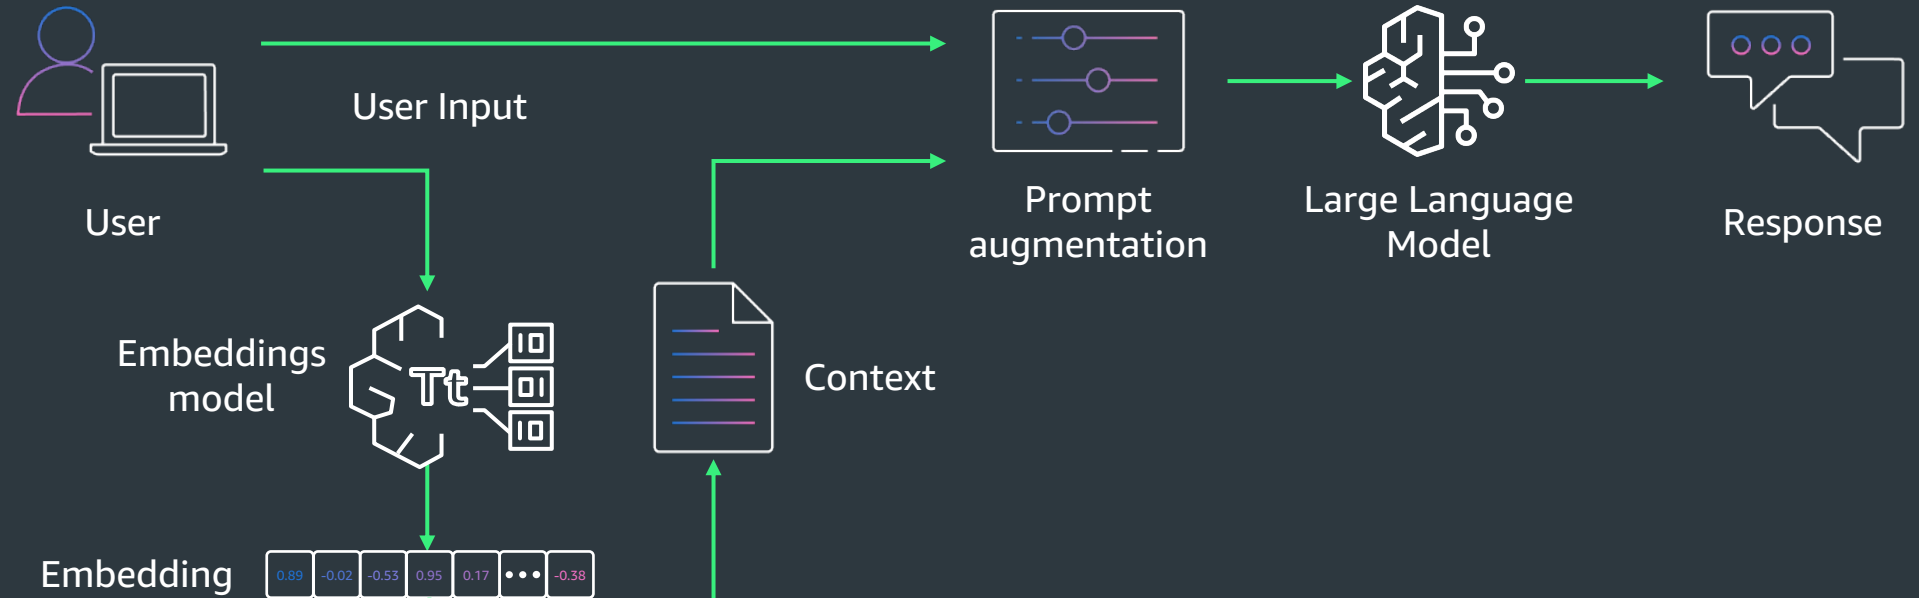 User Input
User
Prompt
augmentation
Large Language
Model
Response
Embeddings
model
Tt
10
01
10
Context
Embedding
0.89 -0.02 -0.53 0.95 0.17 ••• -0.38